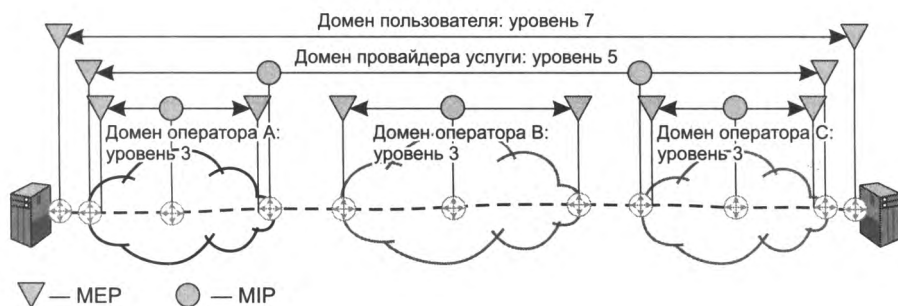 Домен пользователя: уровень 7
Домен провайдера услуги: уровень 5
Домен оператора A:
уровень 3
Домен оператора B:
уровень 3
Домен оператора C:
уровень 3
— MEP
— MIP